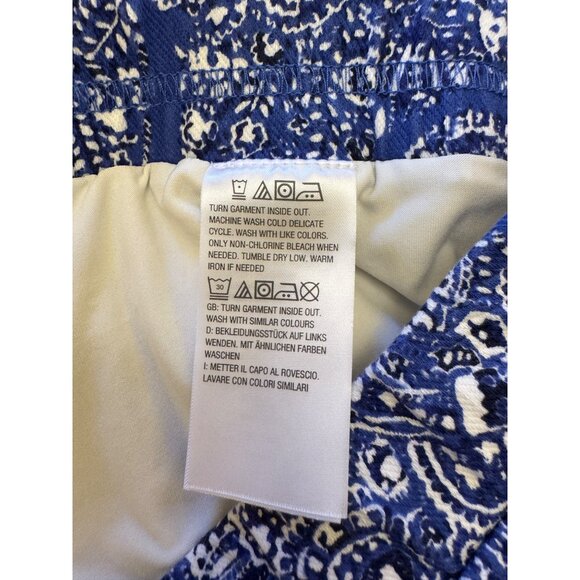 TURN GARMENT INSIDE OUT.
MACHINE WASH COLD DELICATE
CYCLE. WASH WITH LIKE COLORS.
ONLY NON-CHLORINE BLEACH WHEN
NEEDED. TUMBLE DRY LOW. WARM
IRON IF NEEDED
30
GB: TURN GARMENT INSIDE OUT.
WASH WITH SIMILAR COLOURS
D: BEKLEIDUNGSSTÜCK AUF LINKS
WENDEN. MIT ÄHNLICHEN FARBEN
WASCHEN
I: METTER IL CAPO AL ROVESCIO.
LAVARE CON COLORI SIMILARI